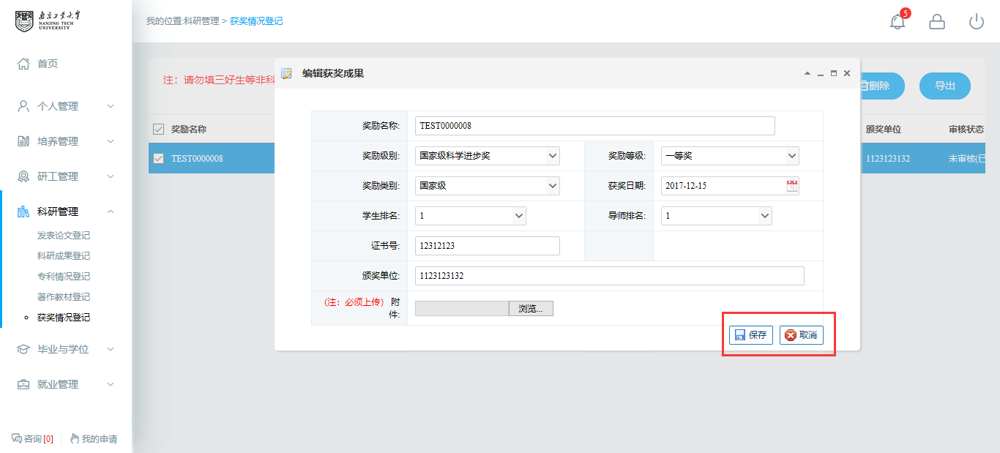 南京工业大学
NANJING TECH
UNIVERSITY
我的位置:科研管理 > 获奖情况登记
5
首页
个人管理
培养管理
研工管理
科研管理
发表论文登记
科研成果登记
专利情况登记
著作教材登记
获奖情况登记
毕业与学位
就业管理
咨询[0]
我的申请
注：请勿填三好生等非科
删除
导出
奖励名称
颁奖单位
审核状态
TEST0000008
1123123132
未审核(已
编辑获奖成果
奖励名称: TEST0000008
奖励级别: 国家级科学进步奖 奖励等级: 一等奖
奖励类别: 国家级 获奖日期: 2017-12-15
学生排名: 1 导师排名: 1
证书号: 12312123
颁奖单位: 1123123132
(注：必须上传) 附
件:
浏览...
保存 取消